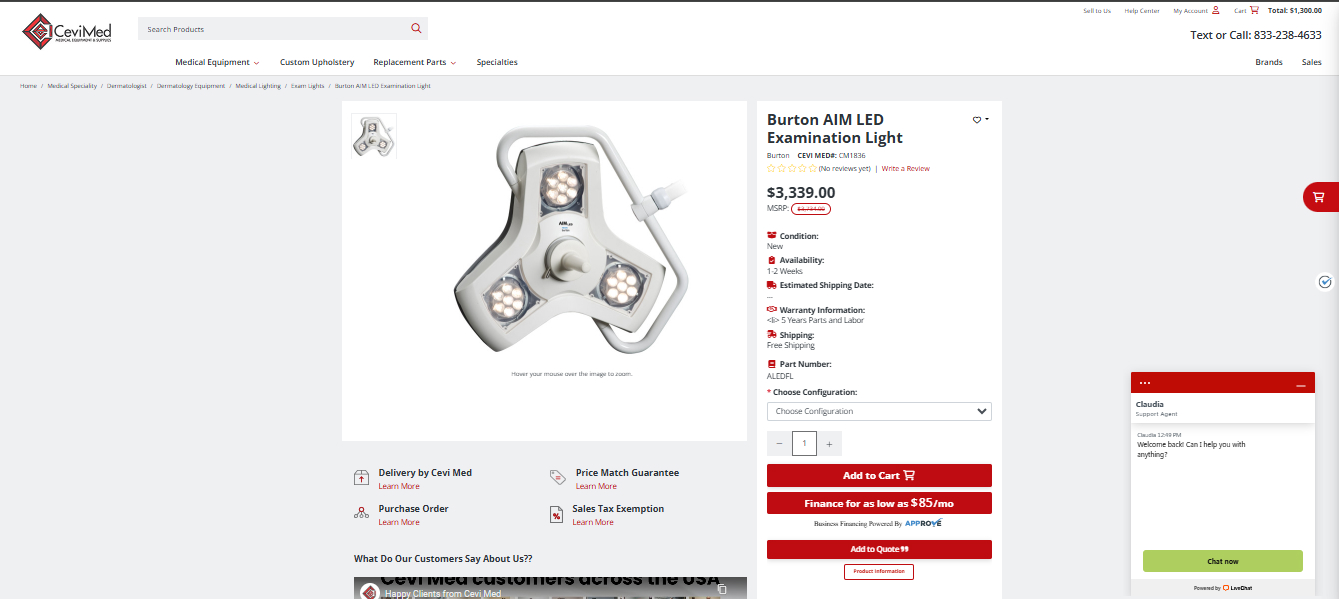 Sell to Us
Help Center
My Account
Cart
Total: $1,300.00
CeviMed
MEDICAL EQUIPMENT & SUPPLIES
Search Products
Text or Call: 833-238-4633
Medical Equipment
Custom Upholstery
Replacement Parts
Specialties
Brands
Sales
Home / Medical Speciality / Dermatologist / Dermatology Equipment / Medical Lighting / Exam Lights / Burton AIM LED Examination Light
AIM
Hover your mouse over the image to zoom.
Burton AIM LED
Examination Light
Burton CEVI MED#: CM1836
(No reviews yet) | Write a Review
$3,339.00
MSRP:
Condition:
New
Availability:
1-2 Weeks
Estimated Shipping Date:
...
Warranty Information:
<li> 5 Years Parts and Labor
Shipping:
Free Shipping
Part Number:
ALEDFL
* Choose Configuration:
Choose Configuration
− 1 +
Add to Cart
Finance for as low as $85/mo
Business Financing Powered By APPROVE
Add to Quote
Product Information
Delivery by Cevi Med
Learn More
Price Match Guarantee
Learn More
Purchase Order
Learn More
Sales Tax Exemption
Learn More
What Do Our Customers Say About Us??
Cevi Med customers across the USA
Happy Clients from Cevi Med
Claudia
Support Agent
Claudia 12:49 PM
Welcome back! Can I help you with
anything?
Chat now
Powered by LiveChat